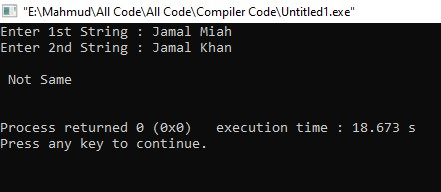 "E:\Mahmud\All Code\All Code\Compiler Code\Untitled1.exe"
Enter 1st String : Jamal Miah
Enter 2nd String : Jamal Khan
Not Same
Process returned 0 (0x0)   execution time : 18.673 s
Press any key to continue.